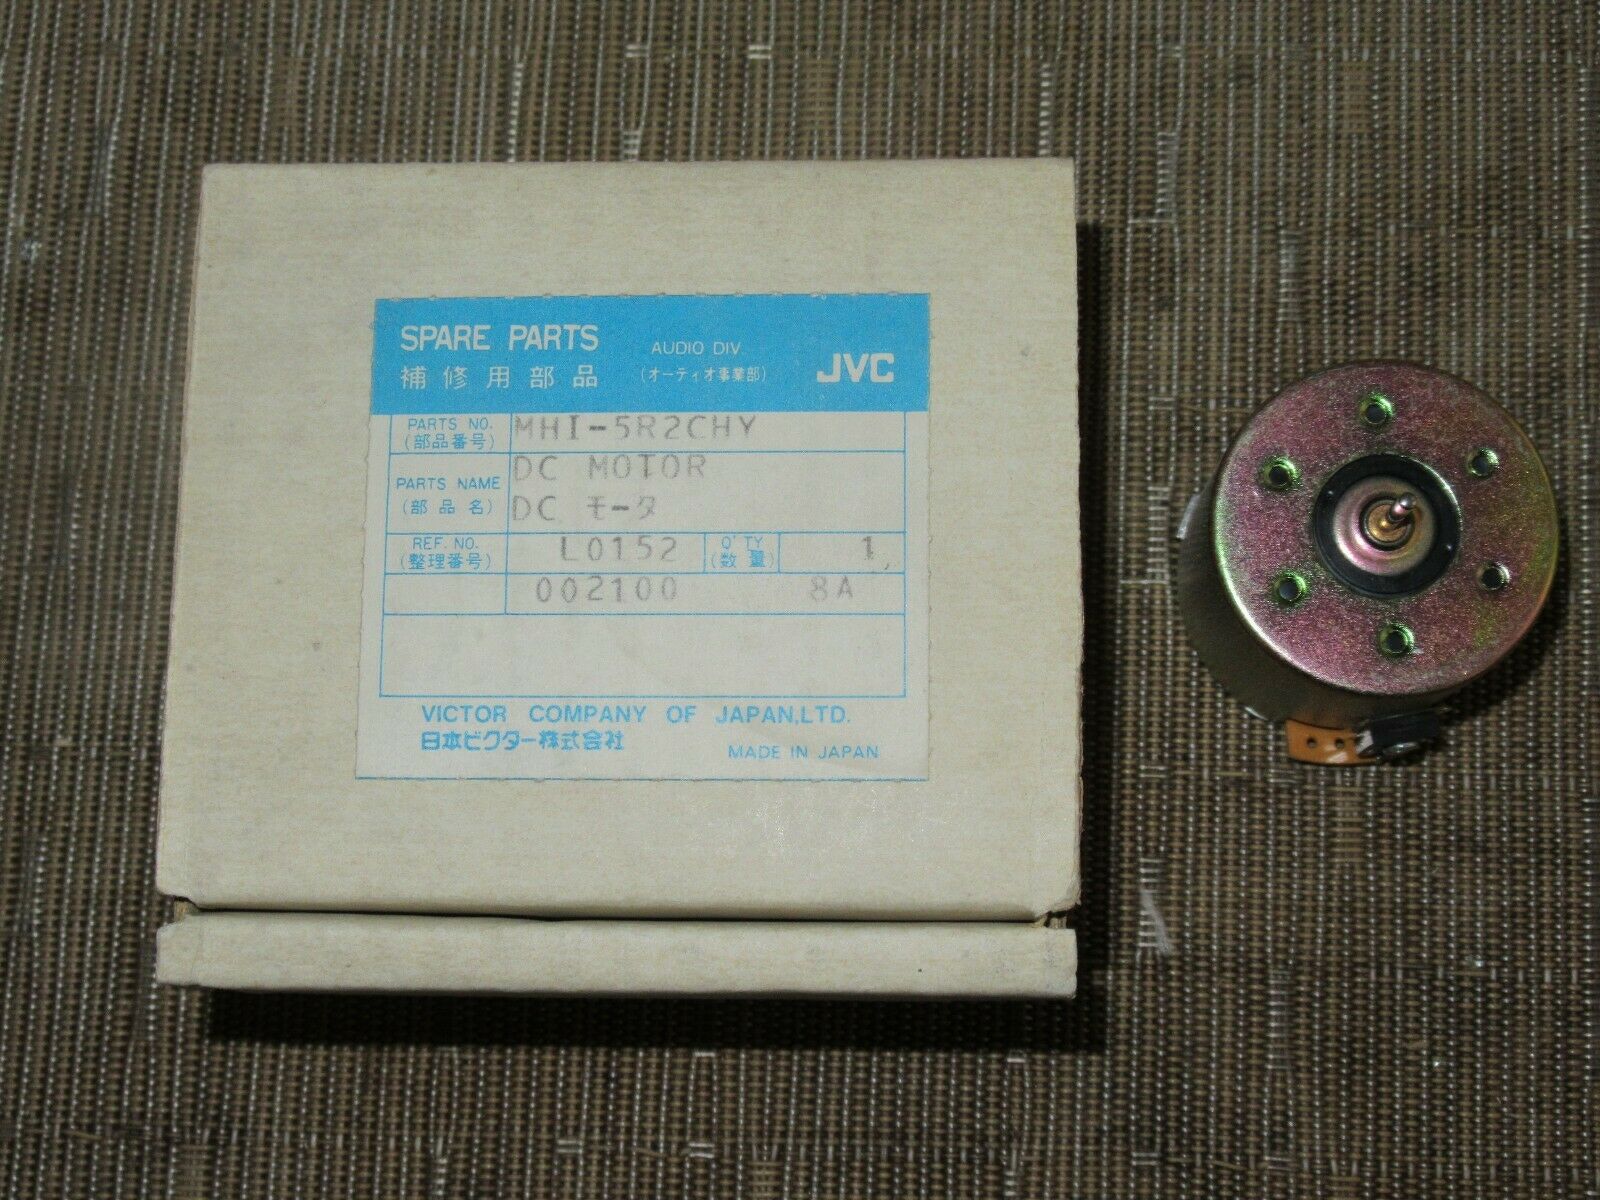 SPARE PARTS AUDIO DIV. JVC
補修用部品 (オーディオ事業部)
PARTS NO. MHI-5R2CHY
(部品番号)
PARTS NAME DC MOTOR
(部品名) DC モータ
REF. NO. L0152 Q'TY 1
(整理番号) (数量)
002100 8A
VICTOR COMPANY OF JAPAN,LTD.
日本ビクター株式会社
MADE IN JAPAN